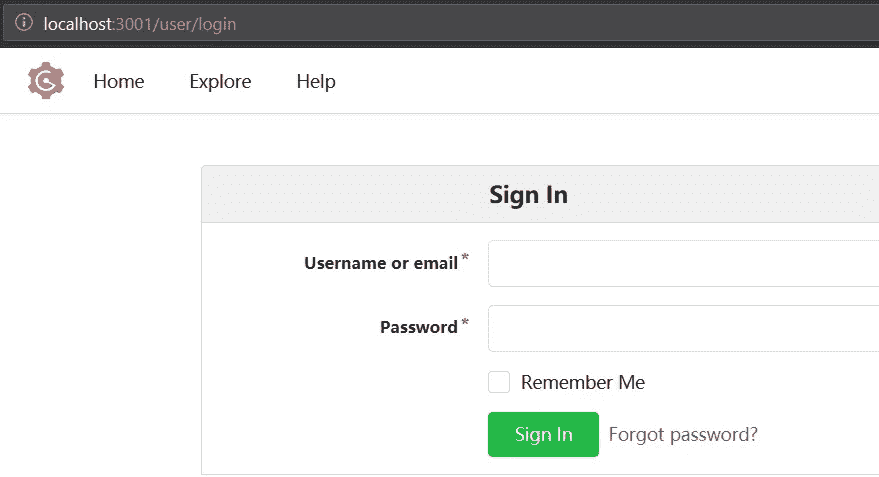 localhost:3001/user/login
Home Explore Help
Sign In
Username or email *
Password *
Remember Me
Sign In Forgot password?